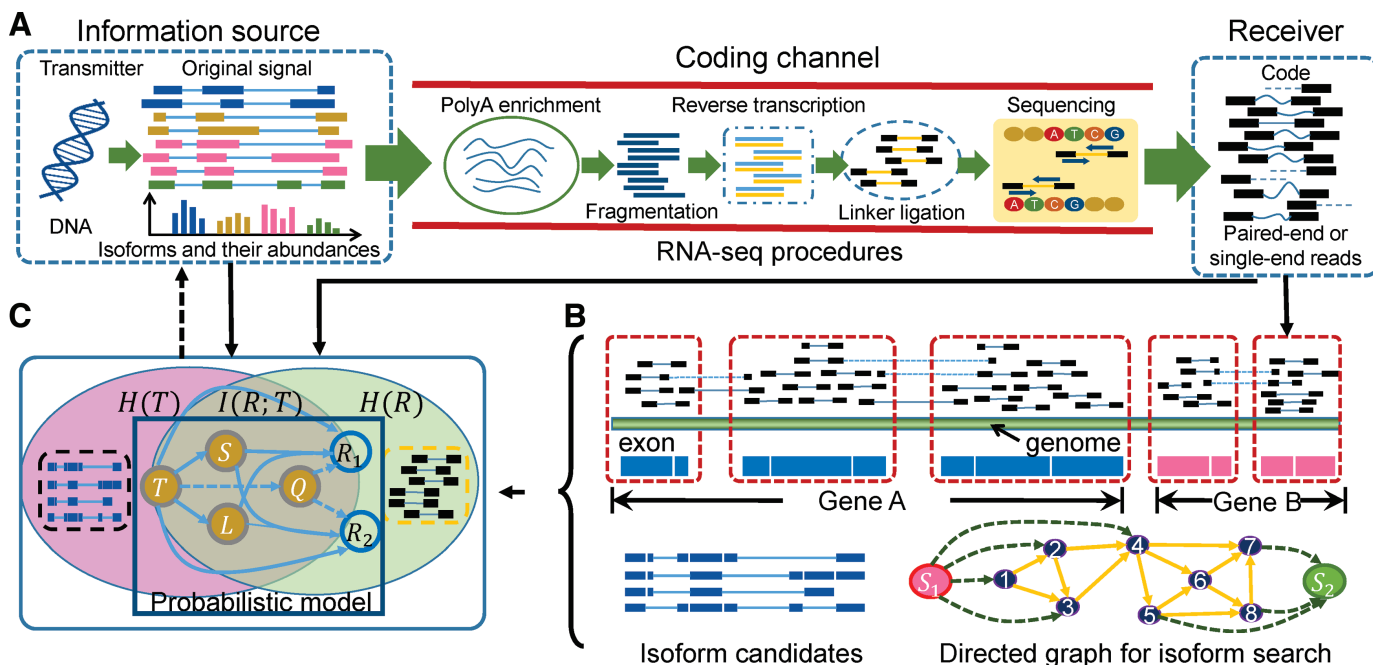 A
Information source
Transmitter
Original signal
DNA
Isoforms and their abundances
Coding channel
PolyA enrichment
Fragmentation
Reverse transcription
Linker ligation
Sequencing
A T C G
A T C G
RNA-seq procedures
Receiver
Code
Paired-end or
single-end reads
C
H(T)
I(R; T)
H(R)
S
R1
T
Q
L
R2
Probabilistic model
B
exon
genome
Gene A
Gene B
Isoform candidates
S1
1
2
3
4
5
6
7
8
S2
Directed graph for isoform search